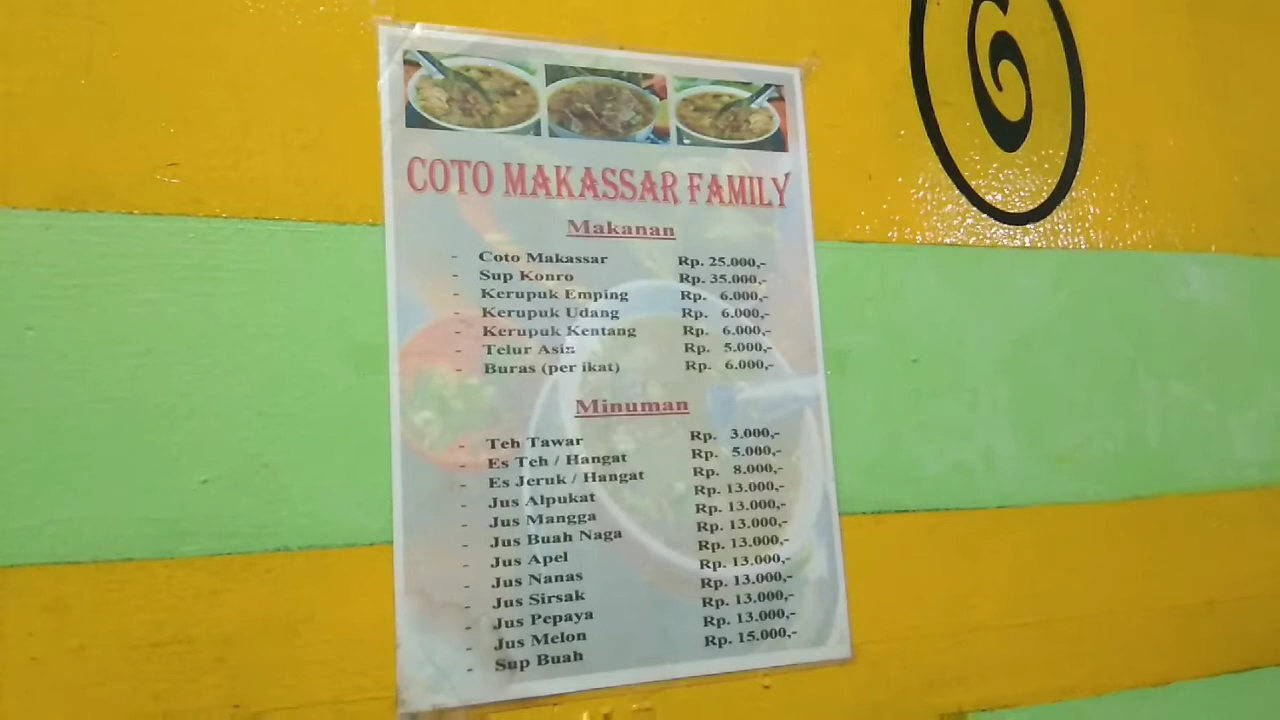 6
COTO MAKASSAR FAMILY
Makanan
- Coto Makassar Rp. 25.000,-
- Sup Konro Rp. 35.000,-
- Kerupuk Emping Rp. 6.000,-
- Kerupuk Udang Rp. 6.000,-
- Kerupuk Kentang Rp. 6.000,-
- Telur Asin Rp. 5.000,-
- Buras (per ikat) Rp. 6.000,-
Minuman
- Teh Tawar Rp. 3.000,-
- Es Teh / Hangat Rp. 5.000,-
- Es Jeruk / Hangat Rp. 8.000,-
- Jus Alpukat Rp. 13.000,-
- Jus Mangga Rp. 13.000,-
- Jus Buah Naga Rp. 13.000,-
- Jus Apel Rp. 13.000,-
- Jus Nanas Rp. 13.000,-
- Jus Sirsak Rp. 13.000,-
- Jus Pepaya Rp. 13.000,-
- Jus Melon Rp. 13.000,-
- Sup Buah Rp. 15.000,-